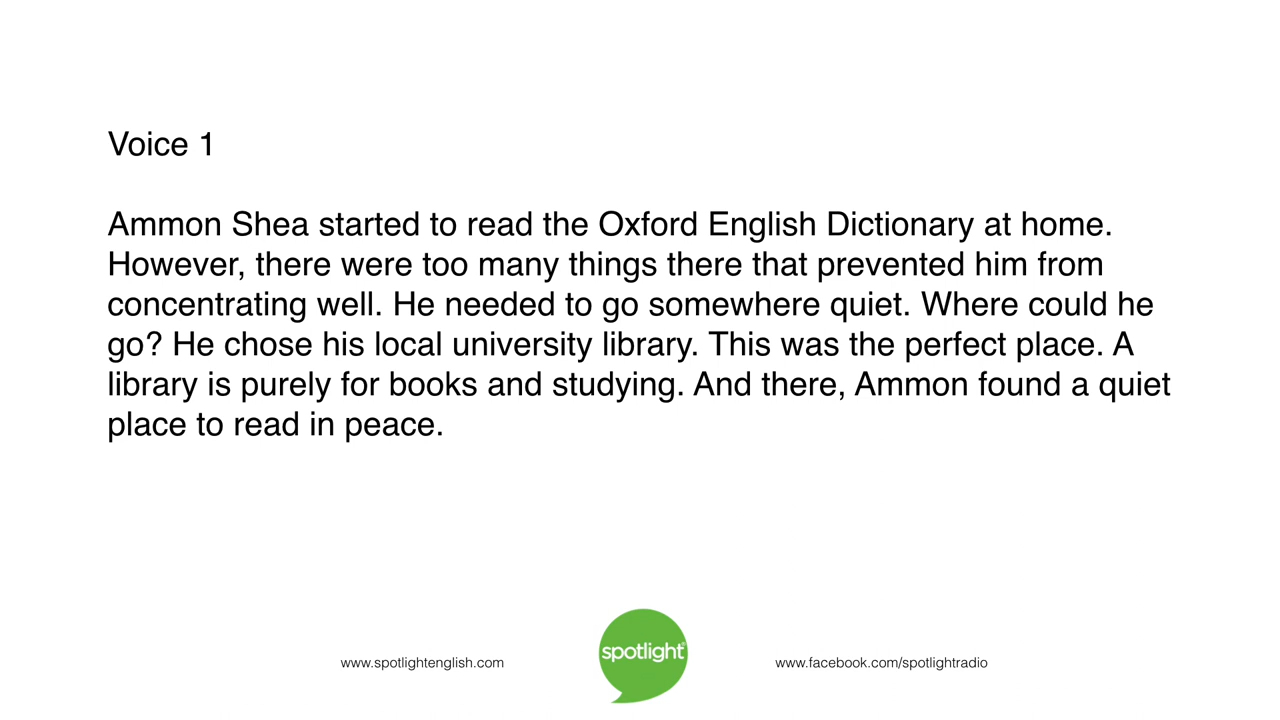 Voice 1
Ammon Shea started to read the Oxford English Dictionary at home.
However, there were too many things there that prevented him from
concentrating well. He needed to go somewhere quiet. Where could he
go? He chose his local university library. This was the perfect place. A
library is purely for books and studying. And there, Ammon found a quiet
place to read in peace.
www.spotlightenglish.com
spotlight®
www.facebook.com/spotlightradio